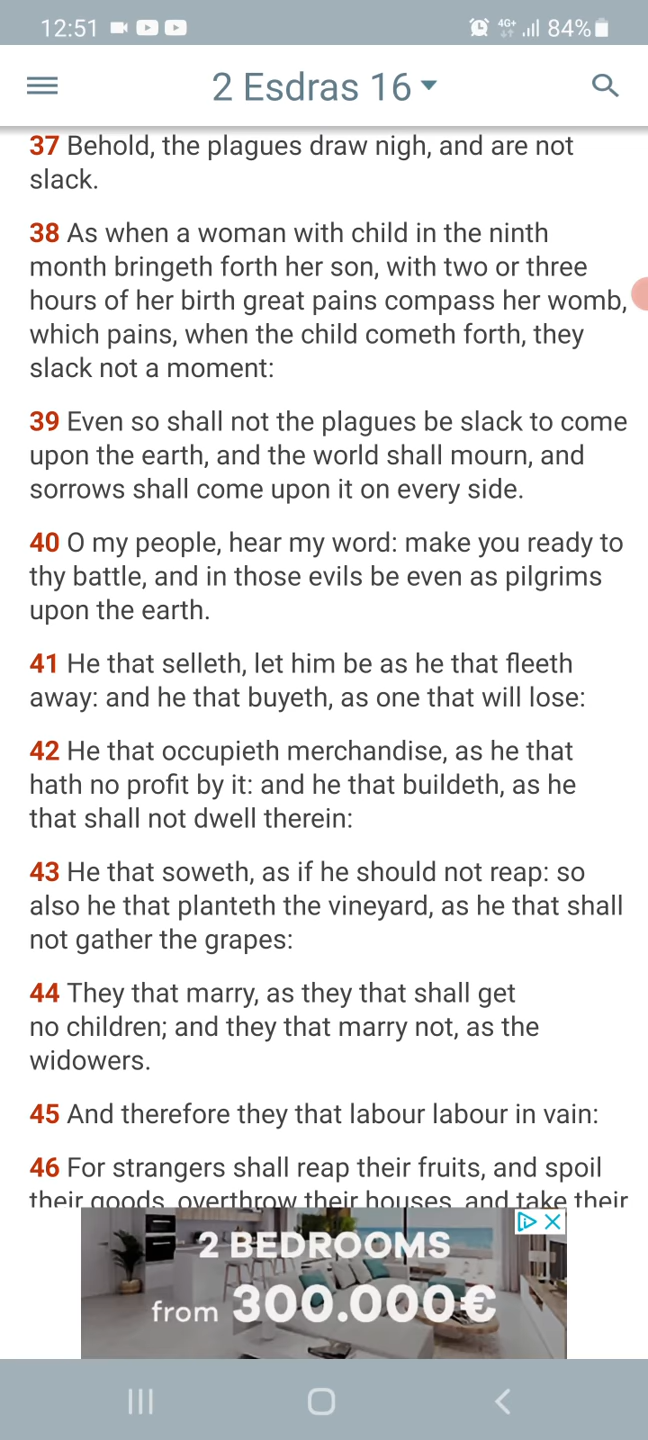 12:51 4G+ 84%
2 Esdras 16
37 Behold, the plagues draw nigh, and are not
slack.
38 As when a woman with child in the ninth
month bringeth forth her son, with two or three
hours of her birth great pains compass her womb,
which pains, when the child cometh forth, they
slack not a moment:
39 Even so shall not the plagues be slack to come
upon the earth, and the world shall mourn, and
sorrows shall come upon it on every side.
40 O my people, hear my word: make you ready to
thy battle, and in those evils be even as pilgrims
upon the earth.
41 He that selleth, let him be as he that fleeth
away: and he that buyeth, as one that will lose:
42 He that occupieth merchandise, as he that
hath no profit by it: and he that buildeth, as he
that shall not dwell therein:
43 He that soweth, as if he should not reap: so
also he that planteth the vineyard, as he that shall
not gather the grapes:
44 They that marry, as they that shall get
no children; and they that marry not, as the
widowers.
45 And therefore they that labour labour in vain:
46 For strangers shall reap their fruits, and spoil
their goods, overthrow their houses, and take their
2 BEDROOMS
from 300.000€